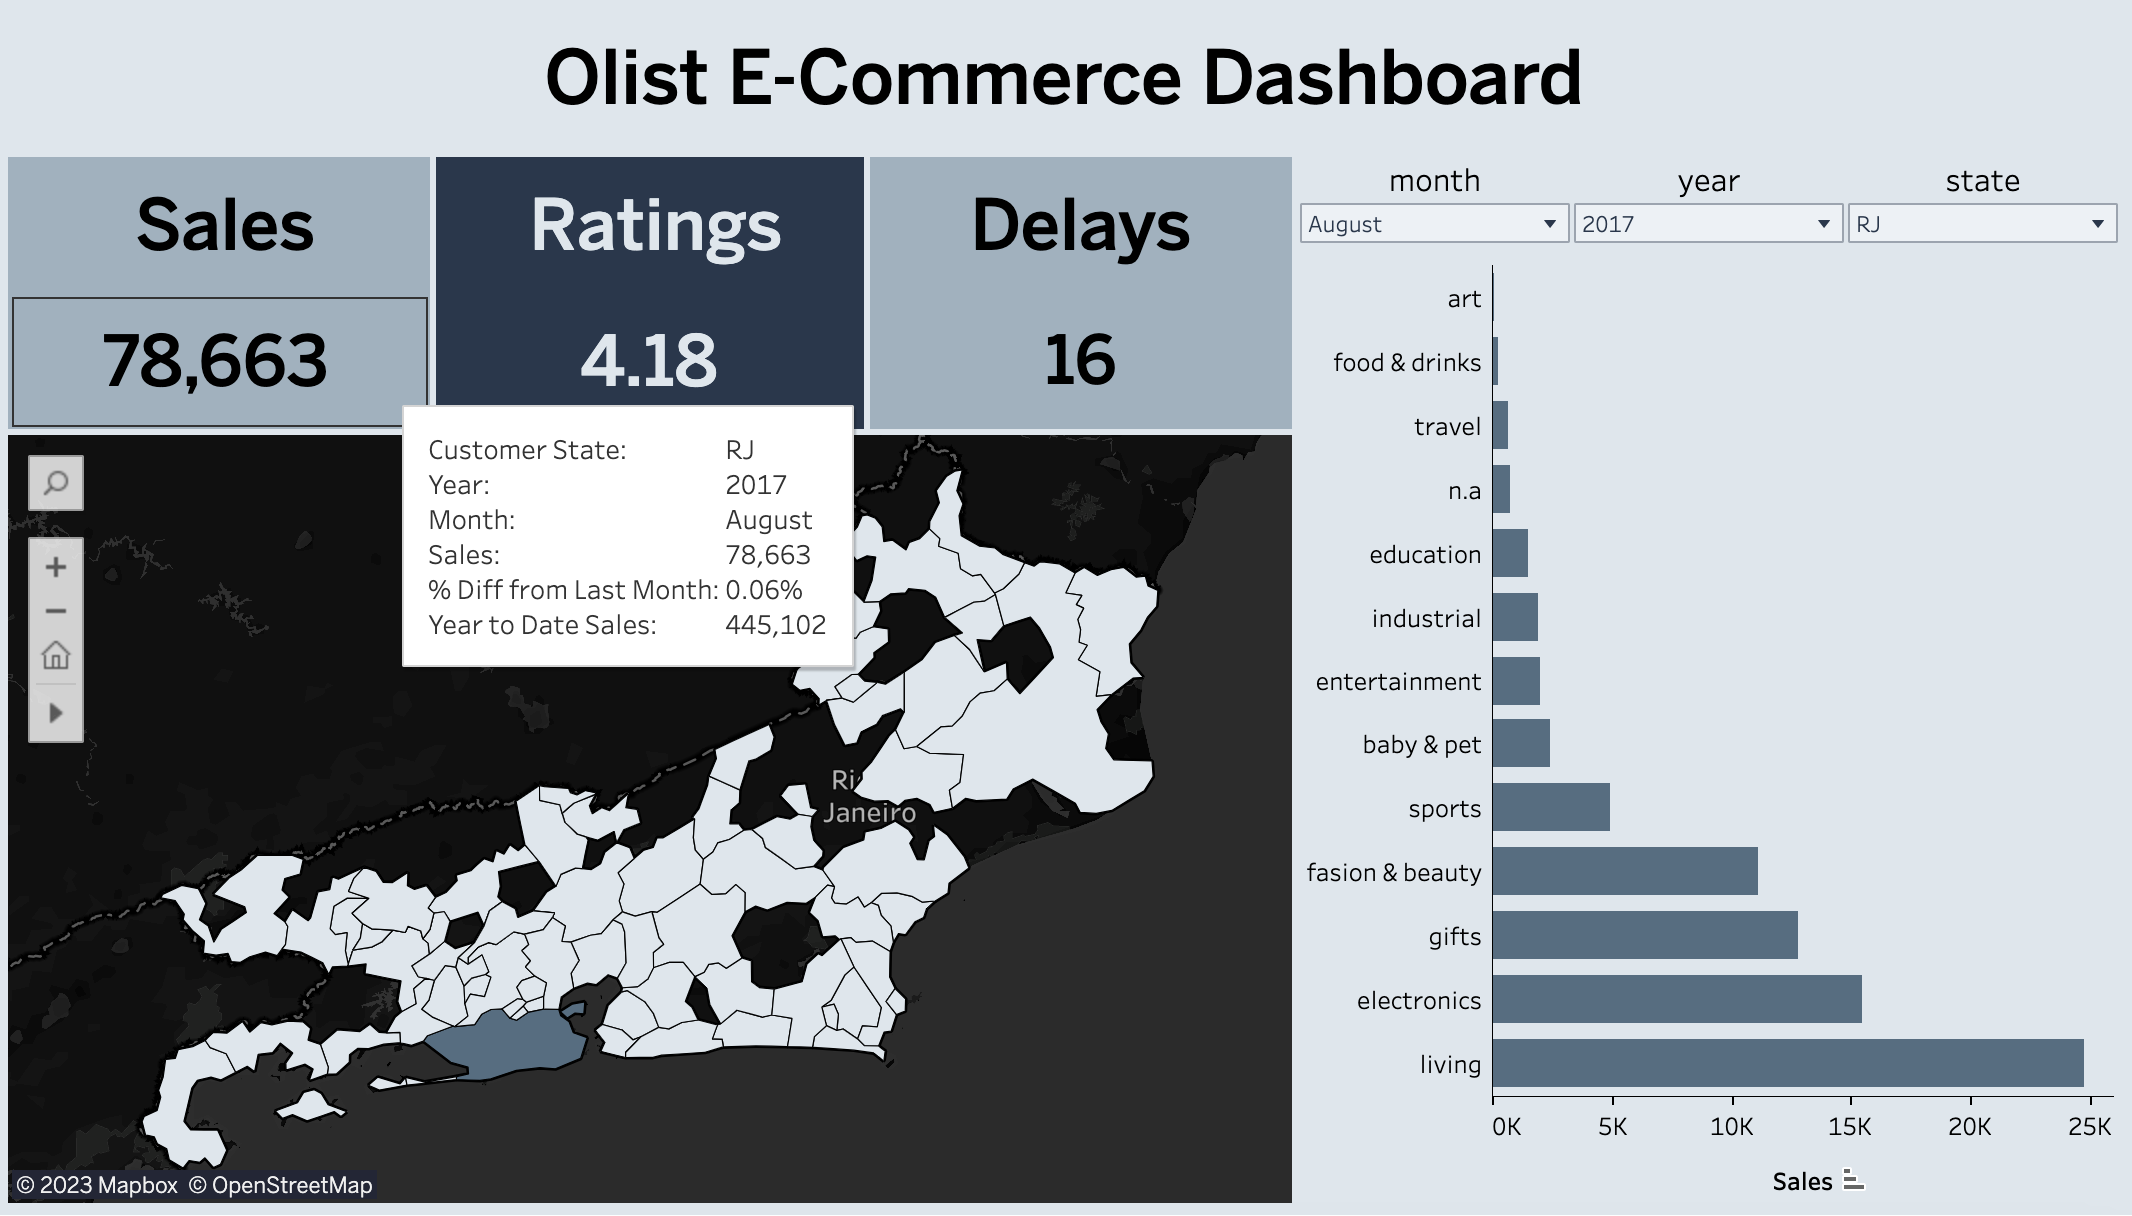 Olist E-Commerce Dashboard
Sales
78,663
Ratings
4.18
Delays
16
month
August
year
2017
state
RJ
Customer State: RJ
Year: 2017
Month: August
Sales: 78,663
% Diff from Last Month: 0.06%
Year to Date Sales: 445,102
Ri
Janeiro
© 2023 Mapbox © OpenStreetMap
art
food & drinks
travel
n.a
education
industrial
entertainment
baby & pet
sports
fasion & beauty
gifts
electronics
living
0K 5K 10K 15K 20K 25K
Sales